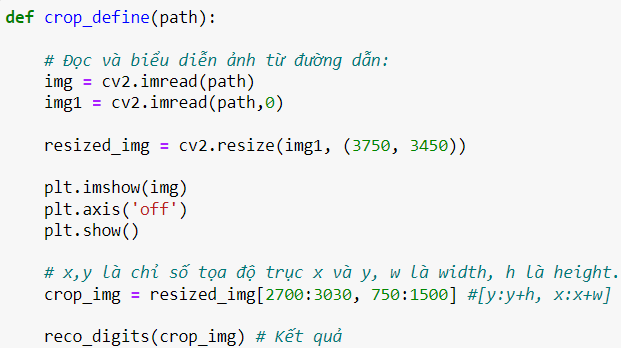 def crop_define(path):
# Đọc và biểu diễn ảnh từ đường dẫn:
img = cv2.imread(path)
img1 = cv2.imread(path,0)
resized_img = cv2.resize(img1, (3750, 3450))
plt.imshow(img)
plt.axis('off')
plt.show()
# x,y là chỉ số tọa độ trục x và y, w là width, h là height.
crop_img = resized_img[2700:3030, 750:1500] #[y:y+h, x:x+w]
reco_digits(crop_img) # Kết quả